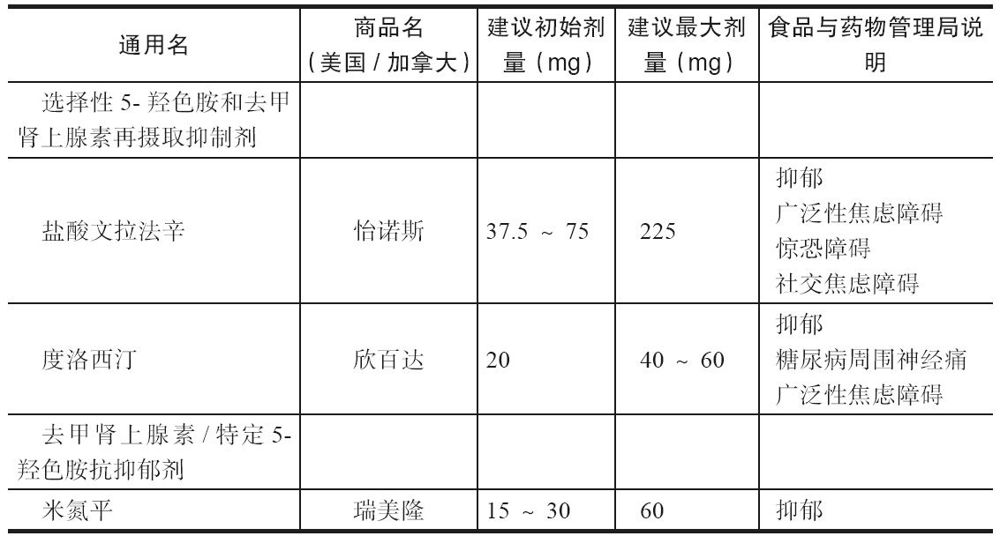 通用名
商品名
(美国 / 加拿大)
建议初始剂
量 (mg)
建议最大剂
量 (mg)
食品与药物管理局说
明
选择性 5- 羟色胺和去甲
肾上腺素再摄取抑制剂
盐酸文拉法辛
怡诺斯
37.5 ~ 75
225
抑郁
广泛性焦虑障碍
惊恐障碍
社交焦虑障碍
度洛西汀
欣百达
20
40 ~ 60
抑郁
糖尿病周围神经痛
广泛性焦虑障碍
去甲肾上腺素 / 特定 5-
羟色胺抗抑郁剂
米氮平
瑞美隆
15 ~ 30
60
抑郁